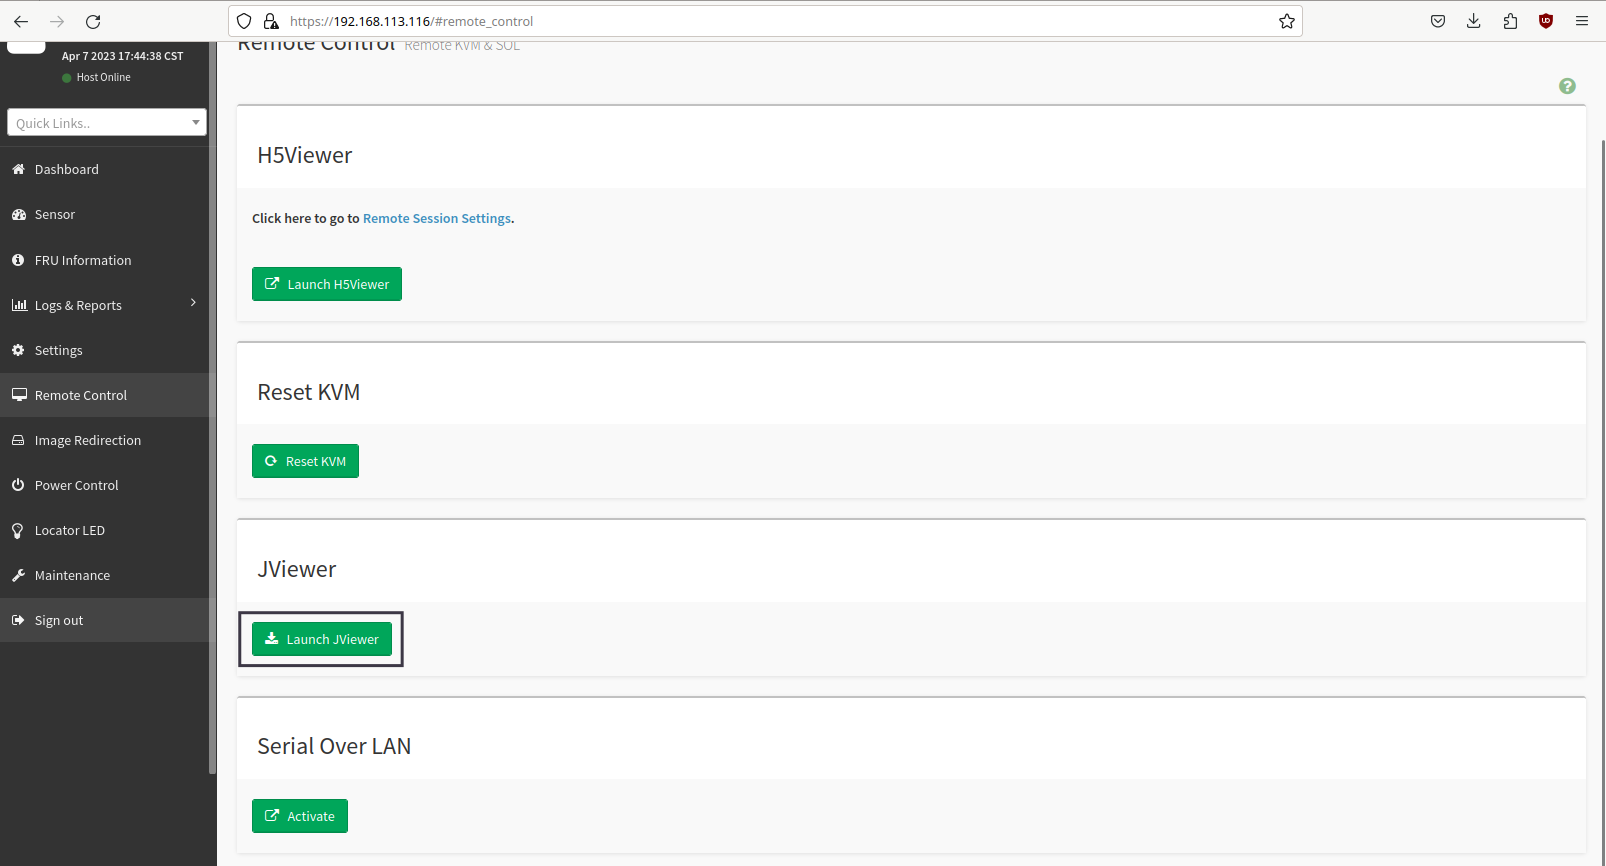 https://192.168.113.116/#remote_control
Remote Control Remote KVM & SOL
Apr 7 2023 17:44:38 CST
Host Online
Quick Links..
Dashboard
Sensor
FRU Information
Logs & Reports
Settings
Remote Control
Image Redirection
Power Control
Locator LED
Maintenance
Sign out
H5Viewer
Click here to go to Remote Session Settings.
Launch H5Viewer
Reset KVM
Reset KVM
JViewer
Launch JViewer
Serial Over LAN
Activate